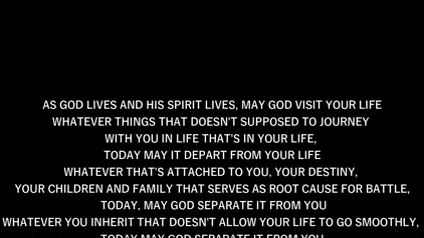 AS GOD LIVES AND HIS SPIRIT LIVES, MAY GOD VISIT YOUR LIFE
WHATEVER THINGS THAT DOESN'T SUPPOSED TO JOURNEY
WITH YOU IN LIFE THAT'S IN YOUR LIFE,
TODAY MAY IT DEPART FROM YOUR LIFE
WHATEVER THAT'S ATTACHED TO YOU, YOUR DESTINY,
YOUR CHILDREN AND FAMILY THAT SERVES AS ROOT CAUSE FOR BATTLE,
TODAY, MAY GOD SEPARATE IT FROM YOU
WHATEVER YOU INHERIT THAT DOESN'T ALLOW YOUR LIFE TO GO SMOOTHLY,
TODAY MAY GOD SEPARATE IT FROM YOU